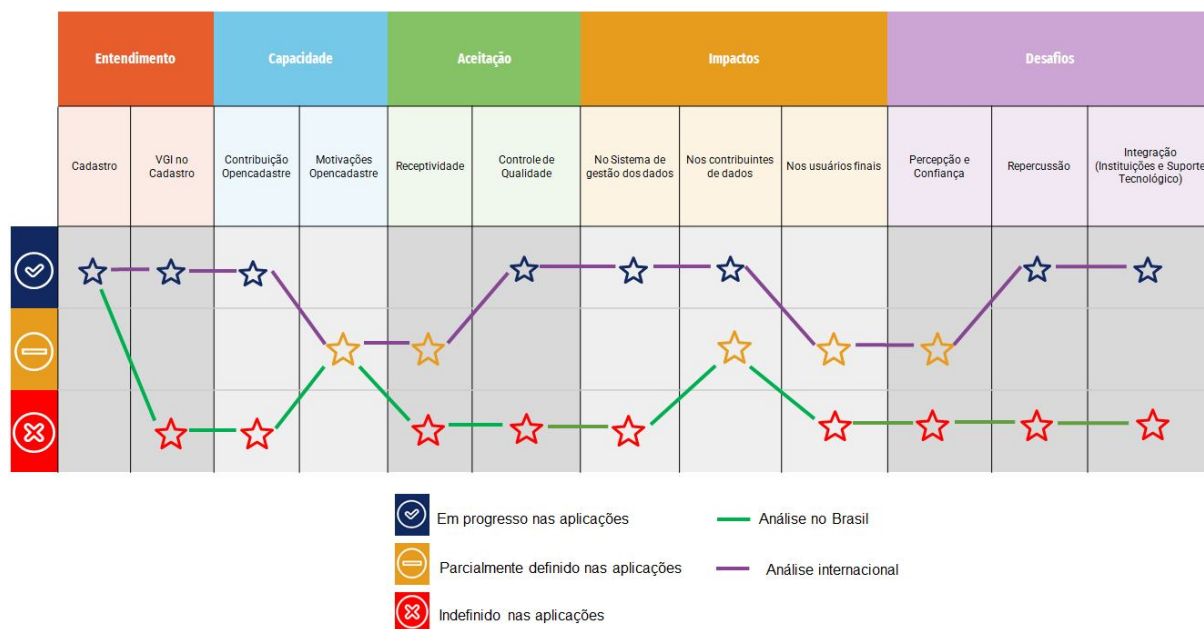 Entendimento
Capacidade
Aceitação
Impactos
Desafios
Cadastro
VGI no
Cadastro
Contribuição
Opencadastre
Motivações
Opencadastre
Receptividade
Controle de
Qualidade
No Sistema de
gestão dos dados
Nos contribuintes
de dados
Nos usuários finais
Percepção e
Confiança
Repercussão
Integração
(Instituições e Suporte
Tecnológico)
Em progresso nas aplicações
Análise no Brasil
Parcialmente definido nas aplicações
Análise internacional
Indefinido nas aplicações